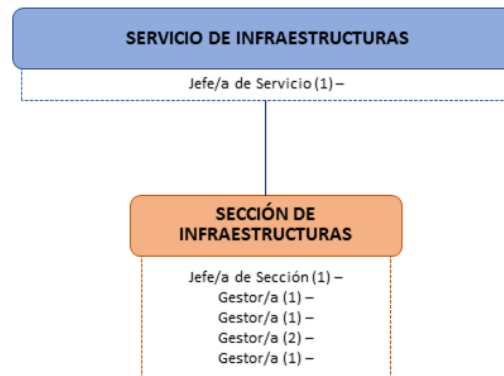 SERVICIO DE INFRAESTRUCTURAS
Jefe/a de Servicio (1) –
SECCIÓN DE
INFRAESTRUCTURAS
Jefe/a de Sección (1) –
Gestor/a (1) –
Gestor/a (1) –
Gestor/a (2) –
Gestor/a (1) –